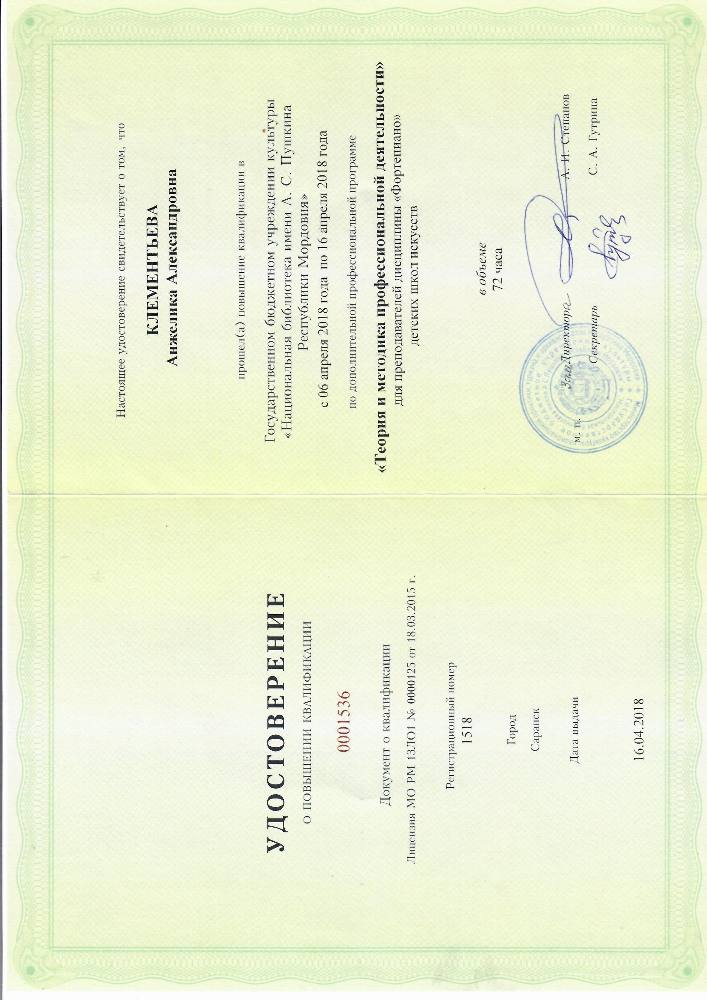 УДОСТОВЕРЕНИЕ
О ПОВЫШЕНИИ КВАЛИФИКАЦИИ
0001536
Документ о квалификации
Лицензия МО РМ 13ЛО1 № 0000125 от 18.03.2015 г.
Регистрационный номер
1518
Город
Саранск
Дата выдачи
16.04.2018
Настоящее удостоверение свидетельствует о том, что
КЛЕМЕНТЬЕВА
Анжелика Александровна
прошел(а) повышение квалификации в
Государственном бюджетном учреждении культуры
«Национальная библиотека имени А. С. Пушкина
Республики Мордовия»
с 06 апреля 2018 года по 16 апреля 2018 года
по дополнительной профессиональной программе
«Теория и методика профессиональной деятельности»
для преподавателей дисциплины «Фортепиано»
детских школ искусств
в объеме
72 часа
м. п.
Зам Директора А. И. Степанов
Секретарь С. А. Гутрина